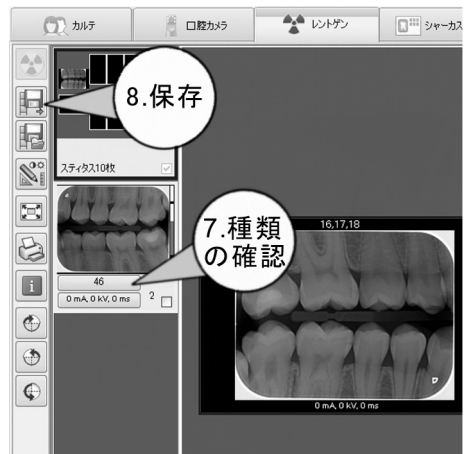 カルテ
口腔カメラ
レントゲン
シャーカス
8.保存
スティタス10枚
7.種類
の確認
46
0 mA, 0 kV, 0 ms
2
16,17,18
0 mA, 0 kV, 0 ms